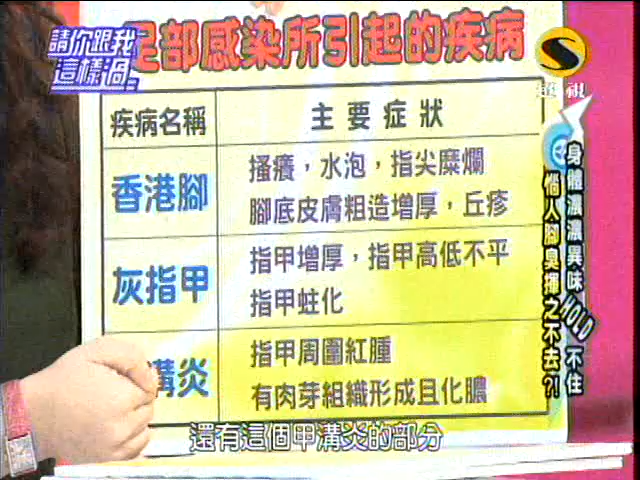 請你跟我
這樣過
足部感染所引起的疾病
超視
疾病名稱
主要症狀
香港腳
搔癢，水泡，指尖糜爛
腳底皮膚粗造增厚，丘疹
灰指甲
指甲增厚，指甲高低不平
指甲蛀化
溝炎
指甲周圍紅腫
有肉芽組織形成且化膿
身體濃濃異味HOLD不住
惱人腳臭揮之不去?!
還有這個甲溝炎的部分